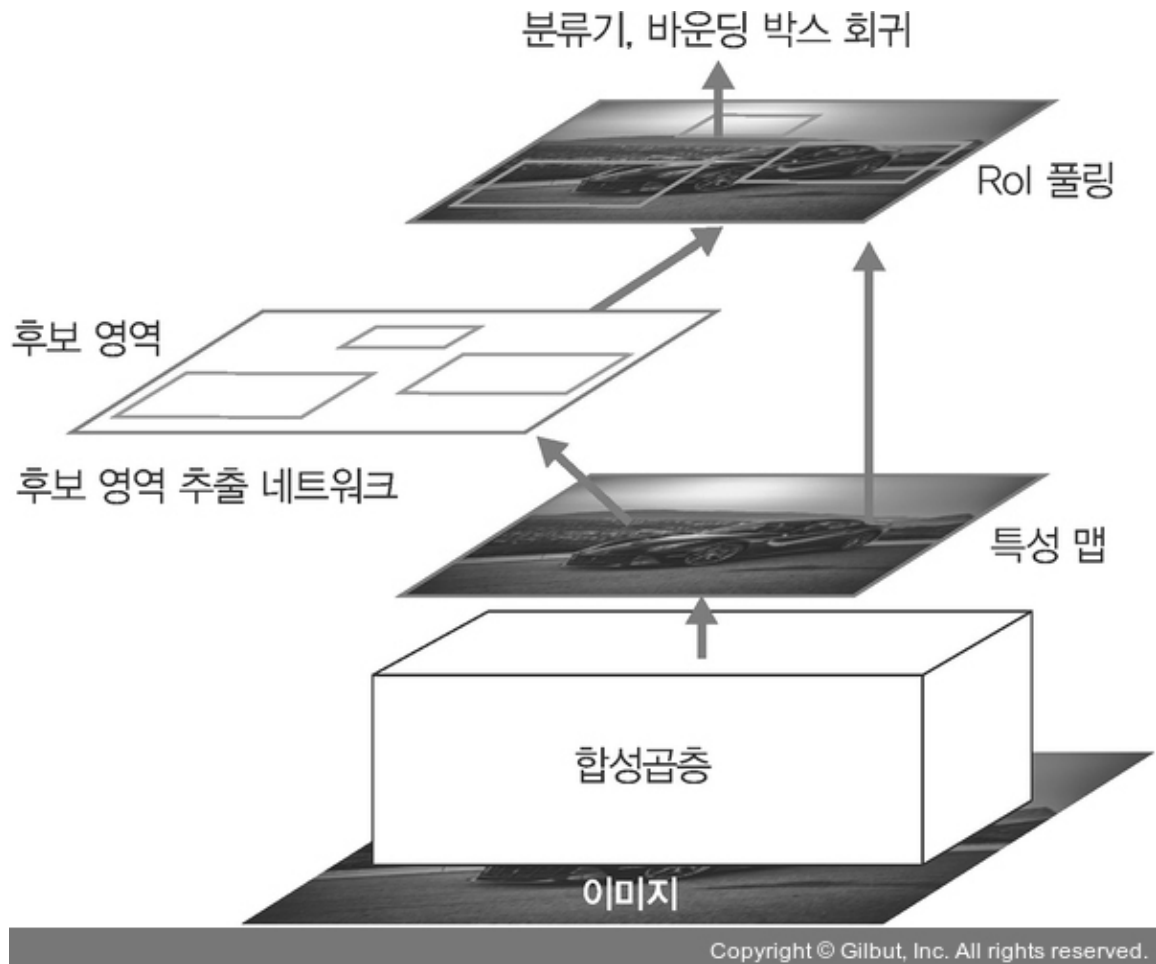 분류기, 바운딩 박스 회귀
RoI 풀링
후보 영역
후보 영역 추출 네트워크
특성 맵
합성곱층
이미지
Copyright © Gilbut, Inc. All rights reserved.